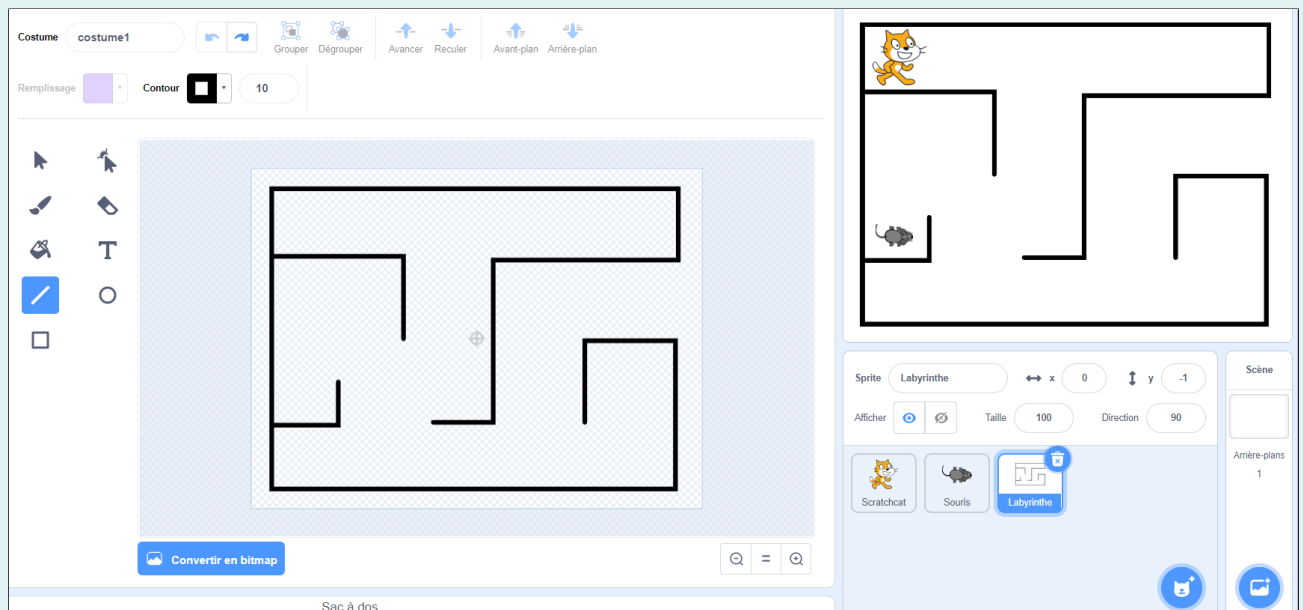 Costume costume1
Grouper Dégrouper Avancer Reculer Avant-plan Arrière-plan
Remplissage Contour 10
T
Convertir en bitmap
Sac à dos
Sprite Labyrinthe x 0 y -1
Afficher Taille 100 Direction 90
Scratchcat Souris Labyrinthe
Scène
Arrière-plans
1